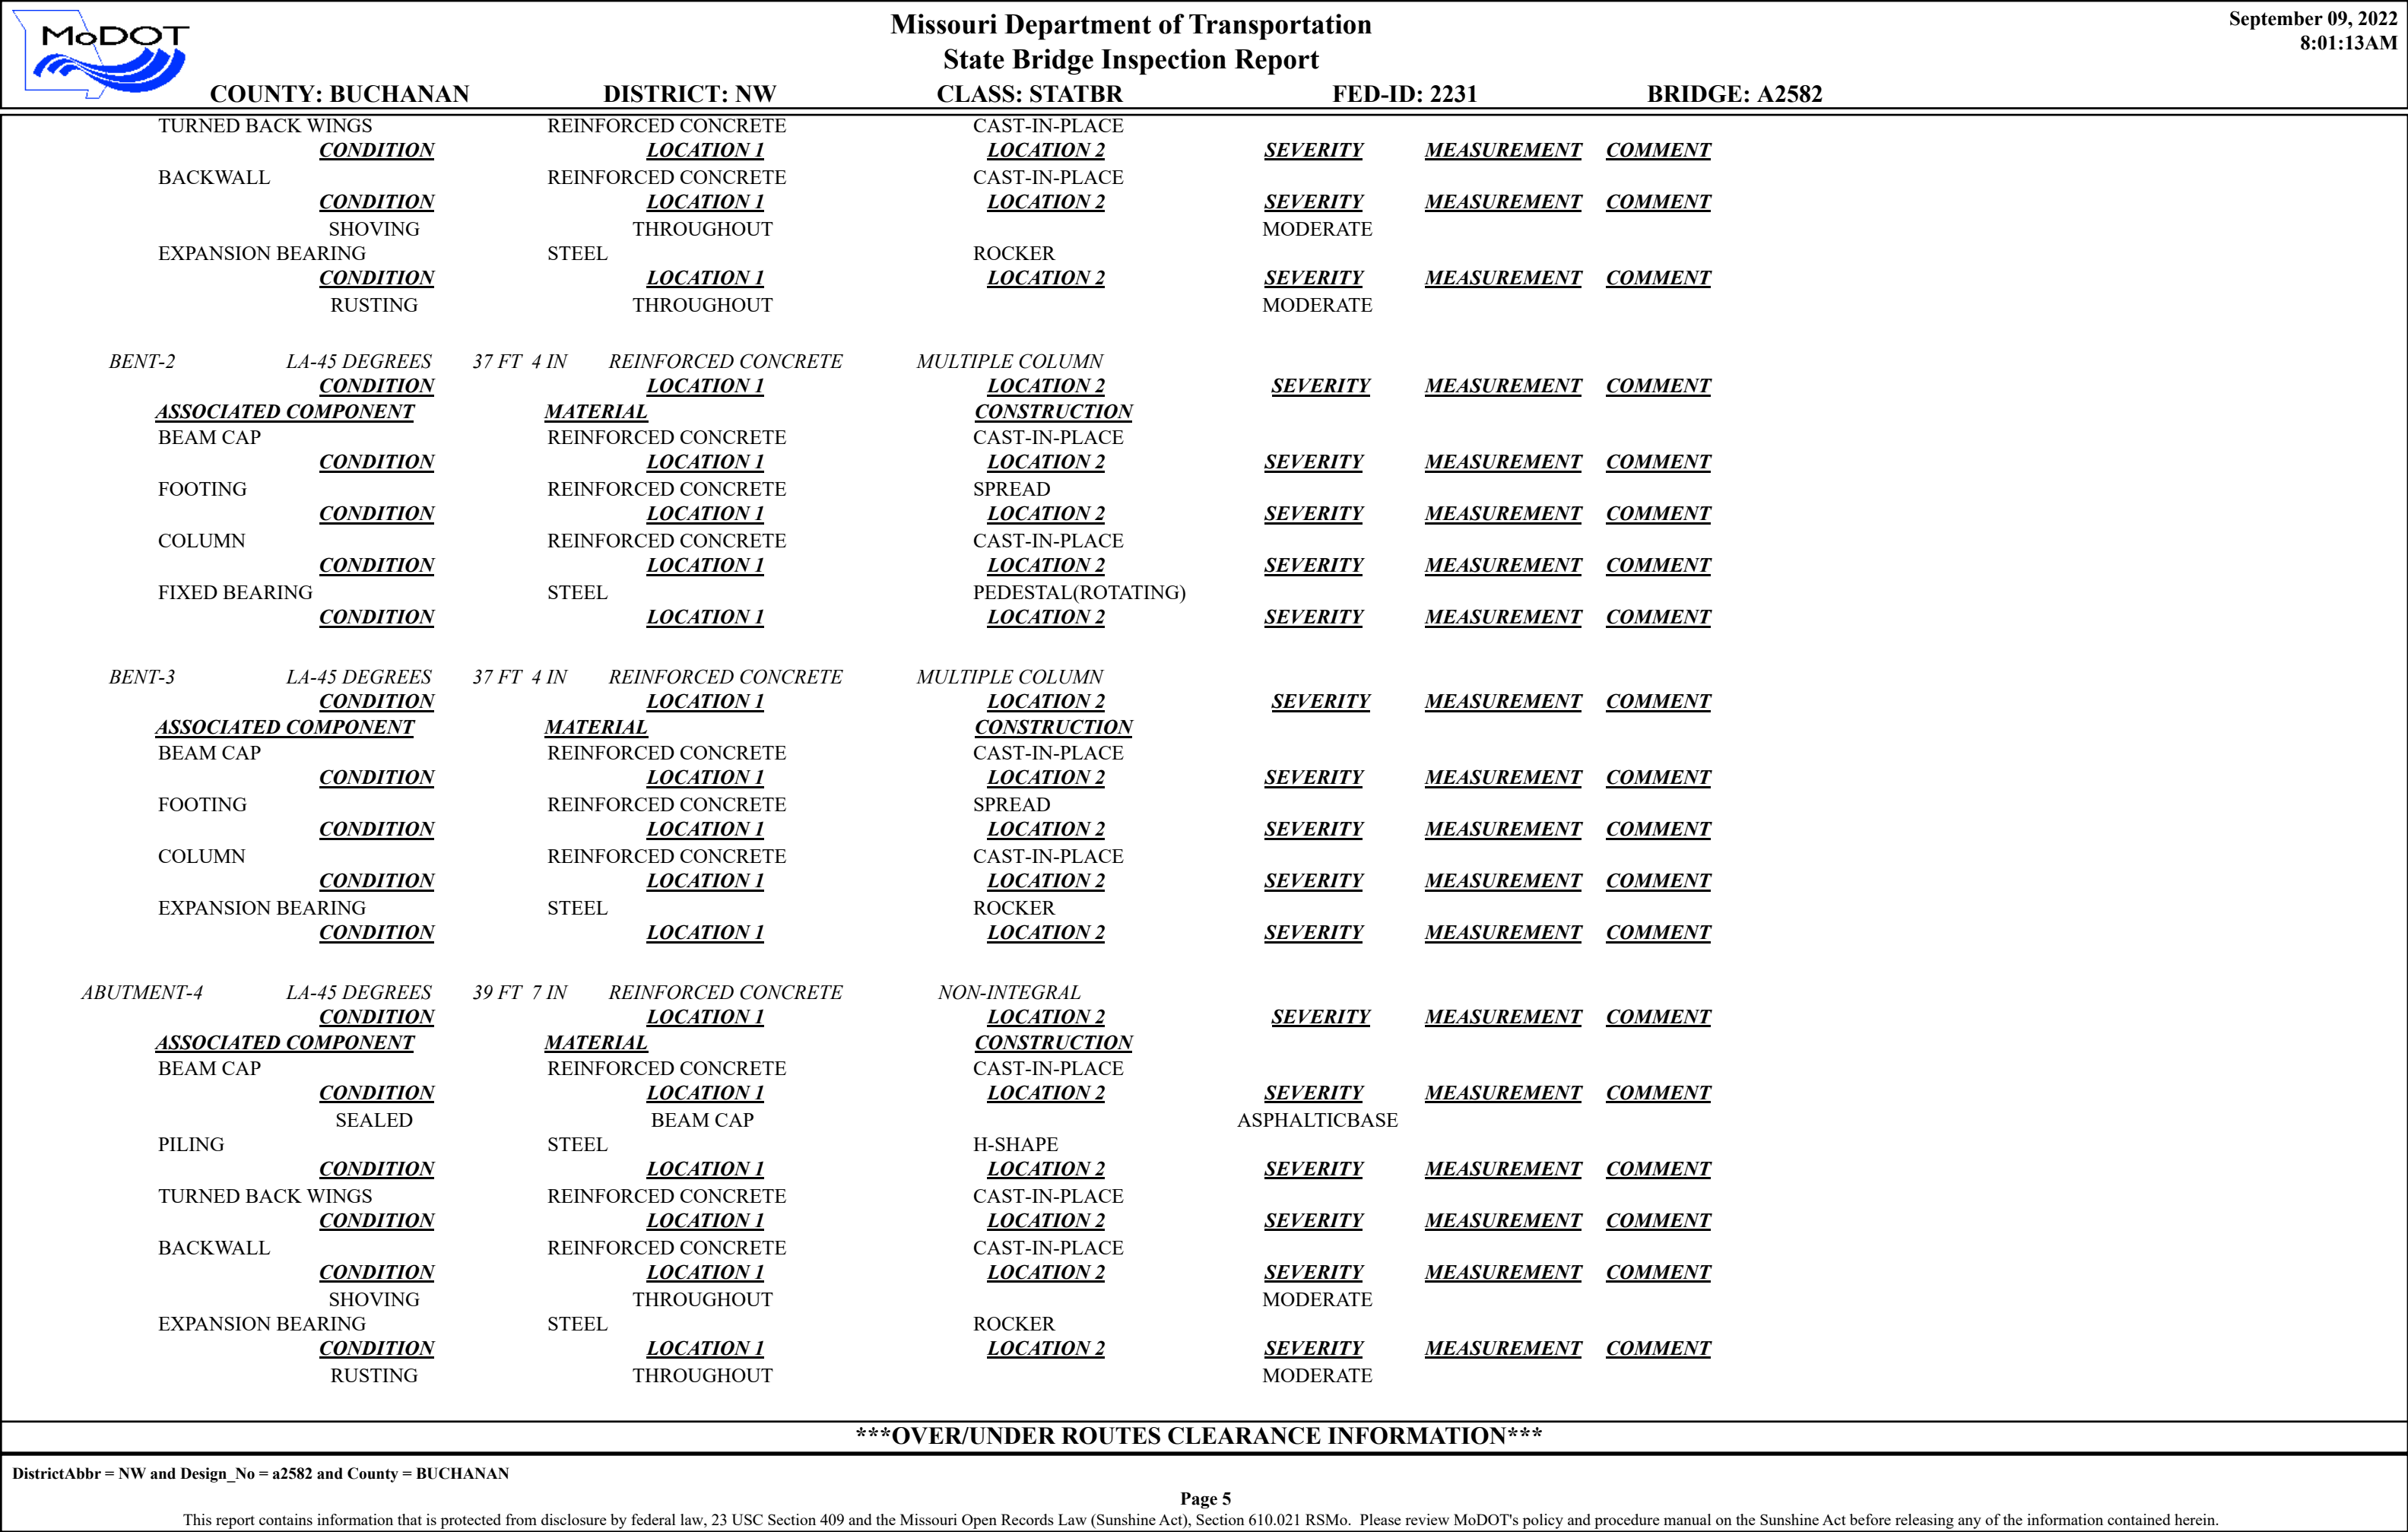 MoDOT
Missouri Department of Transportation
State Bridge Inspection Report
September 09, 2022
8:01:13AM
COUNTY: BUCHANAN DISTRICT: NW CLASS: STATBR FED-ID: 2231 BRIDGE: A2582
TURNED BACK WINGS REINFORCED CONCRETE CAST-IN-PLACE
CONDITION LOCATION 1 LOCATION 2 SEVERITY MEASUREMENT COMMENT
BACKWALL REINFORCED CONCRETE CAST-IN-PLACE
CONDITION LOCATION 1 LOCATION 2 SEVERITY MEASUREMENT COMMENT
SHOVING THROUGHOUT MODERATE
EXPANSION BEARING STEEL ROCKER
CONDITION LOCATION 1 LOCATION 2 SEVERITY MEASUREMENT COMMENT
RUSTING THROUGHOUT MODERATE
BENT-2 LA-45 DEGREES 37 FT 4 IN REINFORCED CONCRETE MULTIPLE COLUMN
CONDITION LOCATION 1 LOCATION 2 SEVERITY MEASUREMENT COMMENT
ASSOCIATED COMPONENT MATERIAL CONSTRUCTION
BEAM CAP REINFORCED CONCRETE CAST-IN-PLACE
CONDITION LOCATION 1 LOCATION 2 SEVERITY MEASUREMENT COMMENT
FOOTING REINFORCED CONCRETE SPREAD
CONDITION LOCATION 1 LOCATION 2 SEVERITY MEASUREMENT COMMENT
COLUMN REINFORCED CONCRETE CAST-IN-PLACE
CONDITION LOCATION 1 LOCATION 2 SEVERITY MEASUREMENT COMMENT
FIXED BEARING STEEL PEDESTAL(ROTATING)
CONDITION LOCATION 1 LOCATION 2 SEVERITY MEASUREMENT COMMENT
BENT-3 LA-45 DEGREES 37 FT 4 IN REINFORCED CONCRETE MULTIPLE COLUMN
CONDITION LOCATION 1 LOCATION 2 SEVERITY MEASUREMENT COMMENT
ASSOCIATED COMPONENT MATERIAL CONSTRUCTION
BEAM CAP REINFORCED CONCRETE CAST-IN-PLACE
CONDITION LOCATION 1 LOCATION 2 SEVERITY MEASUREMENT COMMENT
FOOTING REINFORCED CONCRETE SPREAD
CONDITION LOCATION 1 LOCATION 2 SEVERITY MEASUREMENT COMMENT
COLUMN REINFORCED CONCRETE CAST-IN-PLACE
CONDITION LOCATION 1 LOCATION 2 SEVERITY MEASUREMENT COMMENT
EXPANSION BEARING STEEL ROCKER
CONDITION LOCATION 1 LOCATION 2 SEVERITY MEASUREMENT COMMENT
ABUTMENT-4 LA-45 DEGREES 39 FT 7 IN REINFORCED CONCRETE NON-INTEGRAL
CONDITION LOCATION 1 LOCATION 2 SEVERITY MEASUREMENT COMMENT
ASSOCIATED COMPONENT MATERIAL CONSTRUCTION
BEAM CAP REINFORCED CONCRETE CAST-IN-PLACE
CONDITION LOCATION 1 LOCATION 2 SEVERITY MEASUREMENT COMMENT
SEALED BEAM CAP ASPHALTICBASE
PILING STEEL H-SHAPE
CONDITION LOCATION 1 LOCATION 2 SEVERITY MEASUREMENT COMMENT
TURNED BACK WINGS REINFORCED CONCRETE CAST-IN-PLACE
CONDITION LOCATION 1 LOCATION 2 SEVERITY MEASUREMENT COMMENT
BACKWALL REINFORCED CONCRETE CAST-IN-PLACE
CONDITION LOCATION 1 LOCATION 2 SEVERITY MEASUREMENT COMMENT
SHOVING THROUGHOUT MODERATE
EXPANSION BEARING STEEL ROCKER
CONDITION LOCATION 1 LOCATION 2 SEVERITY MEASUREMENT COMMENT
RUSTING THROUGHOUT MODERATE
***OVER/UNDER ROUTES CLEARANCE INFORMATION***
DistrictAbbr = NW and Design_No = a2582 and County = BUCHANAN
Page 5
This report contains information that is protected from disclosure by federal law, 23 USC Section 409 and the Missouri Open Records Law (Sunshine Act), Section 610.021 RSMo. Please review MoDOT's policy and procedure manual on the Sunshine Act before releasing any of the information contained herein.